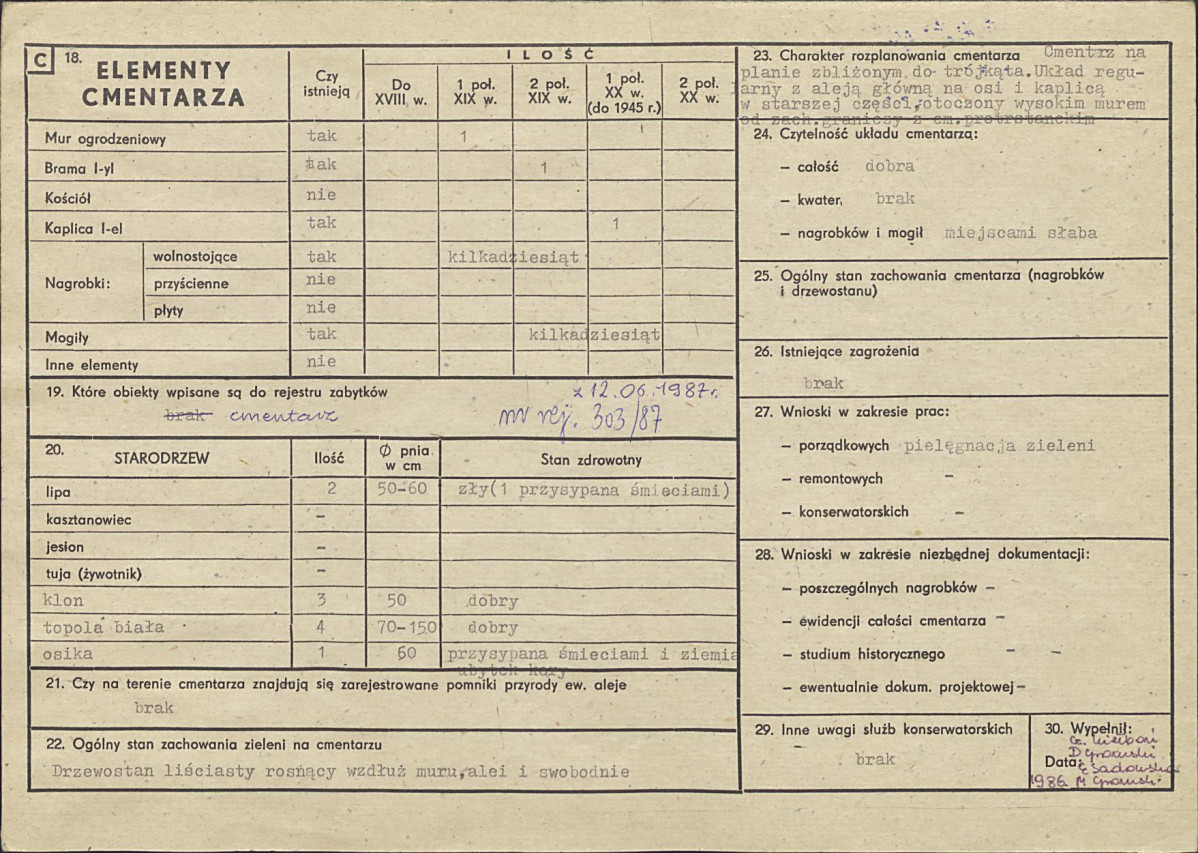 C 18. ELEMENTY CMENTARZA
Czy istnieją
ILOŚĆ
Do XVIII w.
1 poł. XIX w.
2 poł. XIX w.
1 poł. XX w. (do 1945 r.)
2 poł. XX w.
Mur ogrodzeniowy tak 1
Brama I-yl tak 1
Kościół nie
Kaplica I-el tak 1
Nagrobki:
wolnostojące tak kilkadziesiąt
przyścienne nie
płyty nie
Mogiły tak kilkadziesiąt
Inne elementy nie
19. Które obiekty wpisane są do rejestru zabytków z 12.06.1987r.
brak cmentarz nr rej. 303/87
20. STARODRZEW Ilość Ø pnia w cm Stan zdrowotny
lipa 2 50-60 zły(1 przysypana śmieciami)
kasztanowiec -
jesion -
tuja (żywotnik) -
klon 3 50 dobry
topola biała 4 70-150 dobry
osika 1 60 przysypana śmieciami i ziemią
ubytek kory
21. Czy na terenie cmentarza znajdują się zarejestrowane pomniki przyrody ew. aleje
brak
22. Ogólny stan zachowania zieleni na cmentarzu
Drzewostan liściasty rosnący wzdłuż muru,alei i swobodnie
23. Charakter rozplanowania cmentarza Cmentrz na
planie zbliżonym do trójkąta.Układ regu-
larny z aleją główną na osi i kaplicą
w starszej części,otoczony wysokim murem
od zach.graniczy z cm.protrstanckim
24. Czytelność układu cmentarza:
– całość dobra
– kwater, brak
– nagrobków i mogił miejscami słaba
25. Ogólny stan zachowania cmentarza (nagrobków
i drzewostanu)
26. Istniejące zagrożenia
brak
27. Wnioski w zakresie prac:
– porządkowych pielęgnacja zieleni
– remontowych -
– konserwatorskich -
28. Wnioski w zakresie niezbędnej dokumentacji:
– poszczególnych nagrobków -
– ewidencji całości cmentarza -
– studium historycznego - -
– ewentualnie dokum. projektowej -
29. Inne uwagi służb konserwatorskich
brak
30. Wypełnił:
Data:
1986